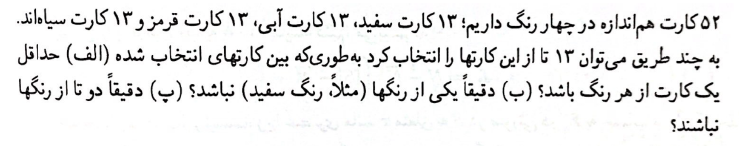 ۵۲ کارت هم‌اندازه در چهار رنگ داریم؛ ۱۳ کارت سفید، ۱۳ کارت آبی، ۱۳ کارت قرمز و ۱۳ کارت سیاه‌اند.
به چند طریق می‌توان ۱۳ تا از این کارتها را انتخاب کرد به‌طوری‌که بین کارتهای انتخاب شده (الف) حداقل
یک کارت از هر رنگ باشد؟ (ب) دقیقاً یکی از رنگها (مثلاً، رنگ سفید) نباشد؟ (پ) دقیقاً دو تا از رنگها
نباشند؟